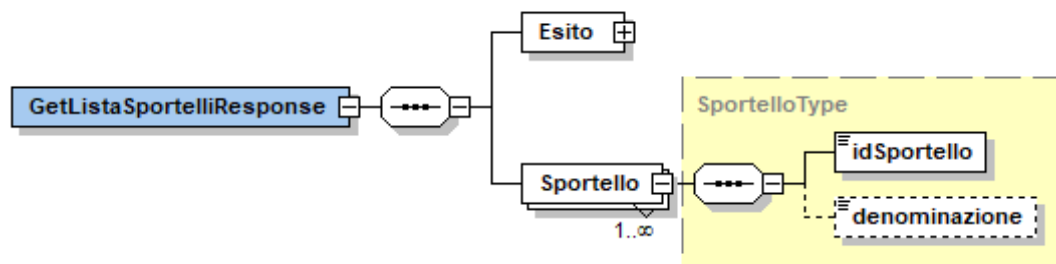 Esito
GetListaSportelliResponse
SportelloType
idSportello
Sportello
denominazione
1..∞